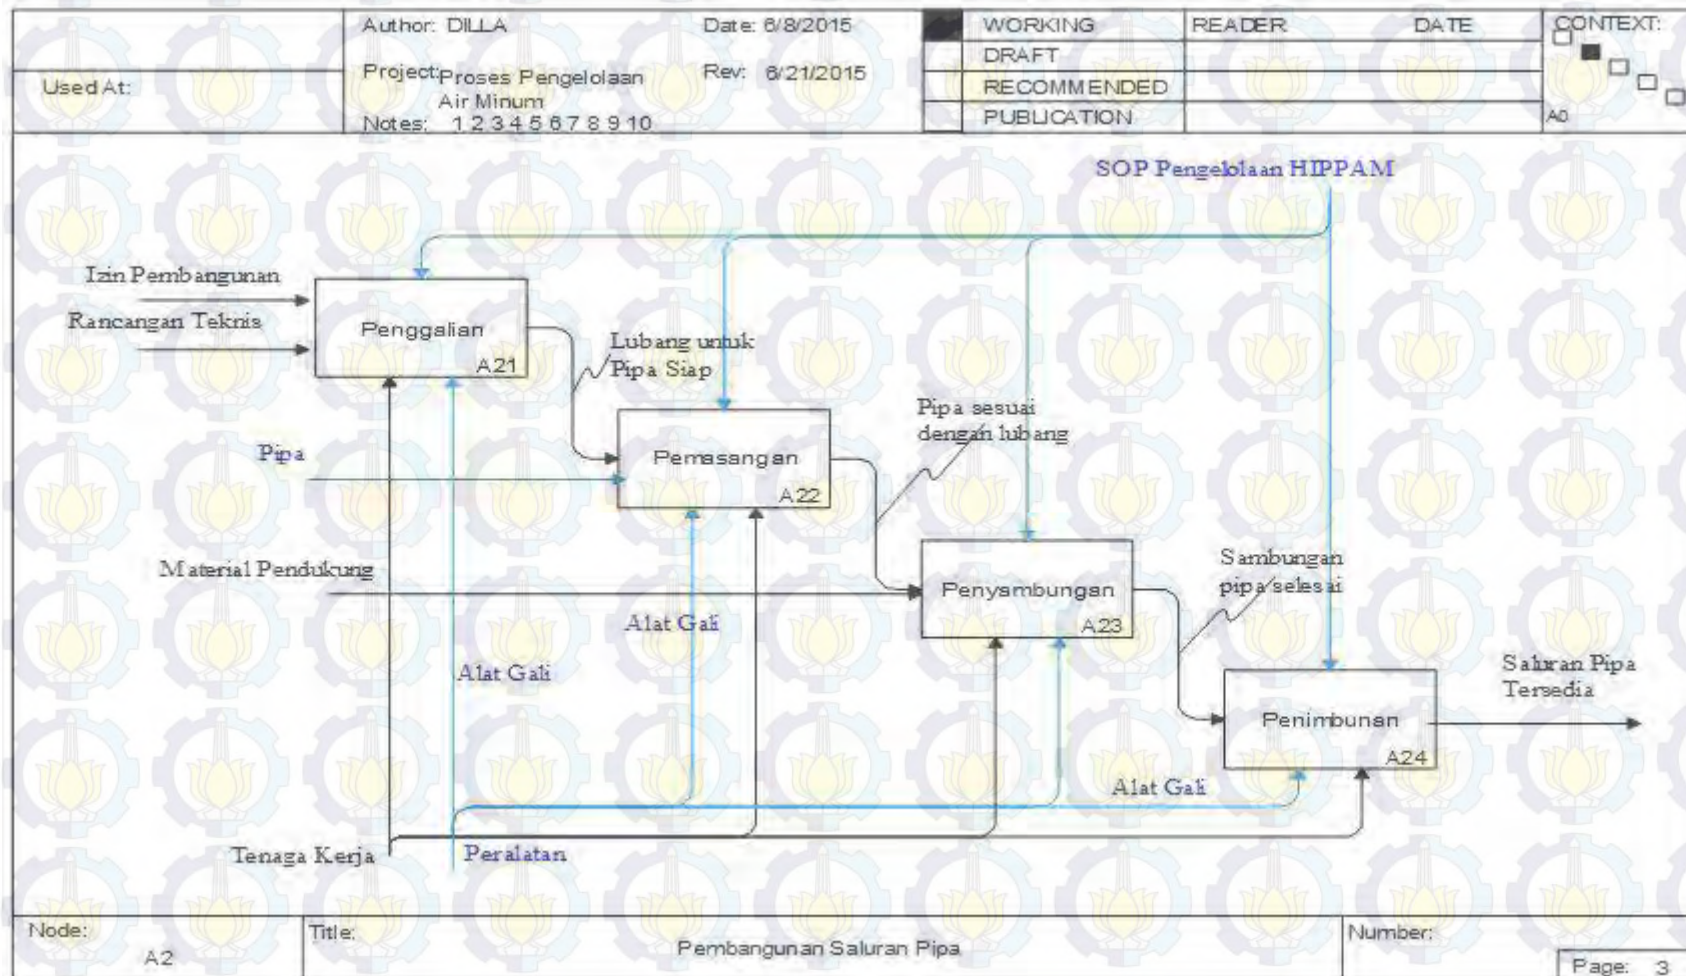 Used At:
Author: DILLA
Date: 6/8/2015
Project: Proses Pengelolaan
Air Minum
Rev: 6/21/2015
Notes: 1 2 3 4 5 6 7 8 9 10
WORKING
DRAFT
RECOMMENDED
PUBLICATION
READER
DATE
CONTEXT:
A0
SOP Pengelolaan HIPPAM
Izin Pembangunan
Rancangan Teknis
Penggalian
A21
Lubang untuk
Pipa Siap
Pipa
Pemasangan
A22
Pipa sesuai
dengan lubang
Material Pendukung
Penyambungan
A23
Sambungan
pipa selesai
Alat Gali
Alat Gali
Saluran Pipa
Tersedia
Penimbunan
A24
Alat Gali
Tenaga Kerja
Peralatan
Node:
A2
Title:
Pembangunan Saluran Pipa
Number:
Page: 3